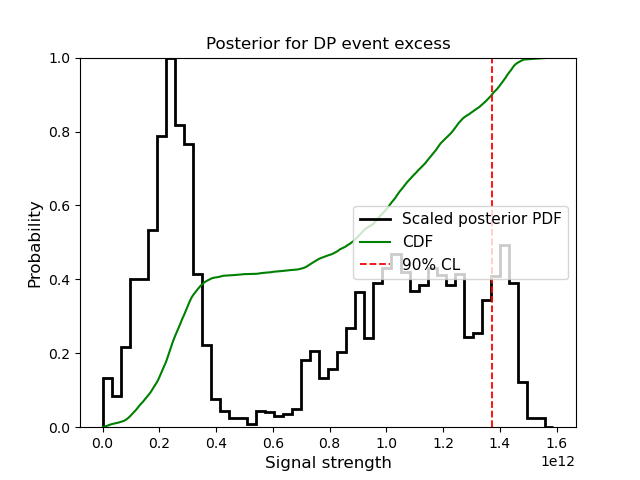 Posterior for DP event excess
Probability
1.0
0.8
0.6
0.4
0.2
0.0
Scaled posterior PDF
CDF
90% CL
0.0
0.2
0.4
0.6
0.8
1.0
1.2
1.4
1.6
1e12
Signal strength